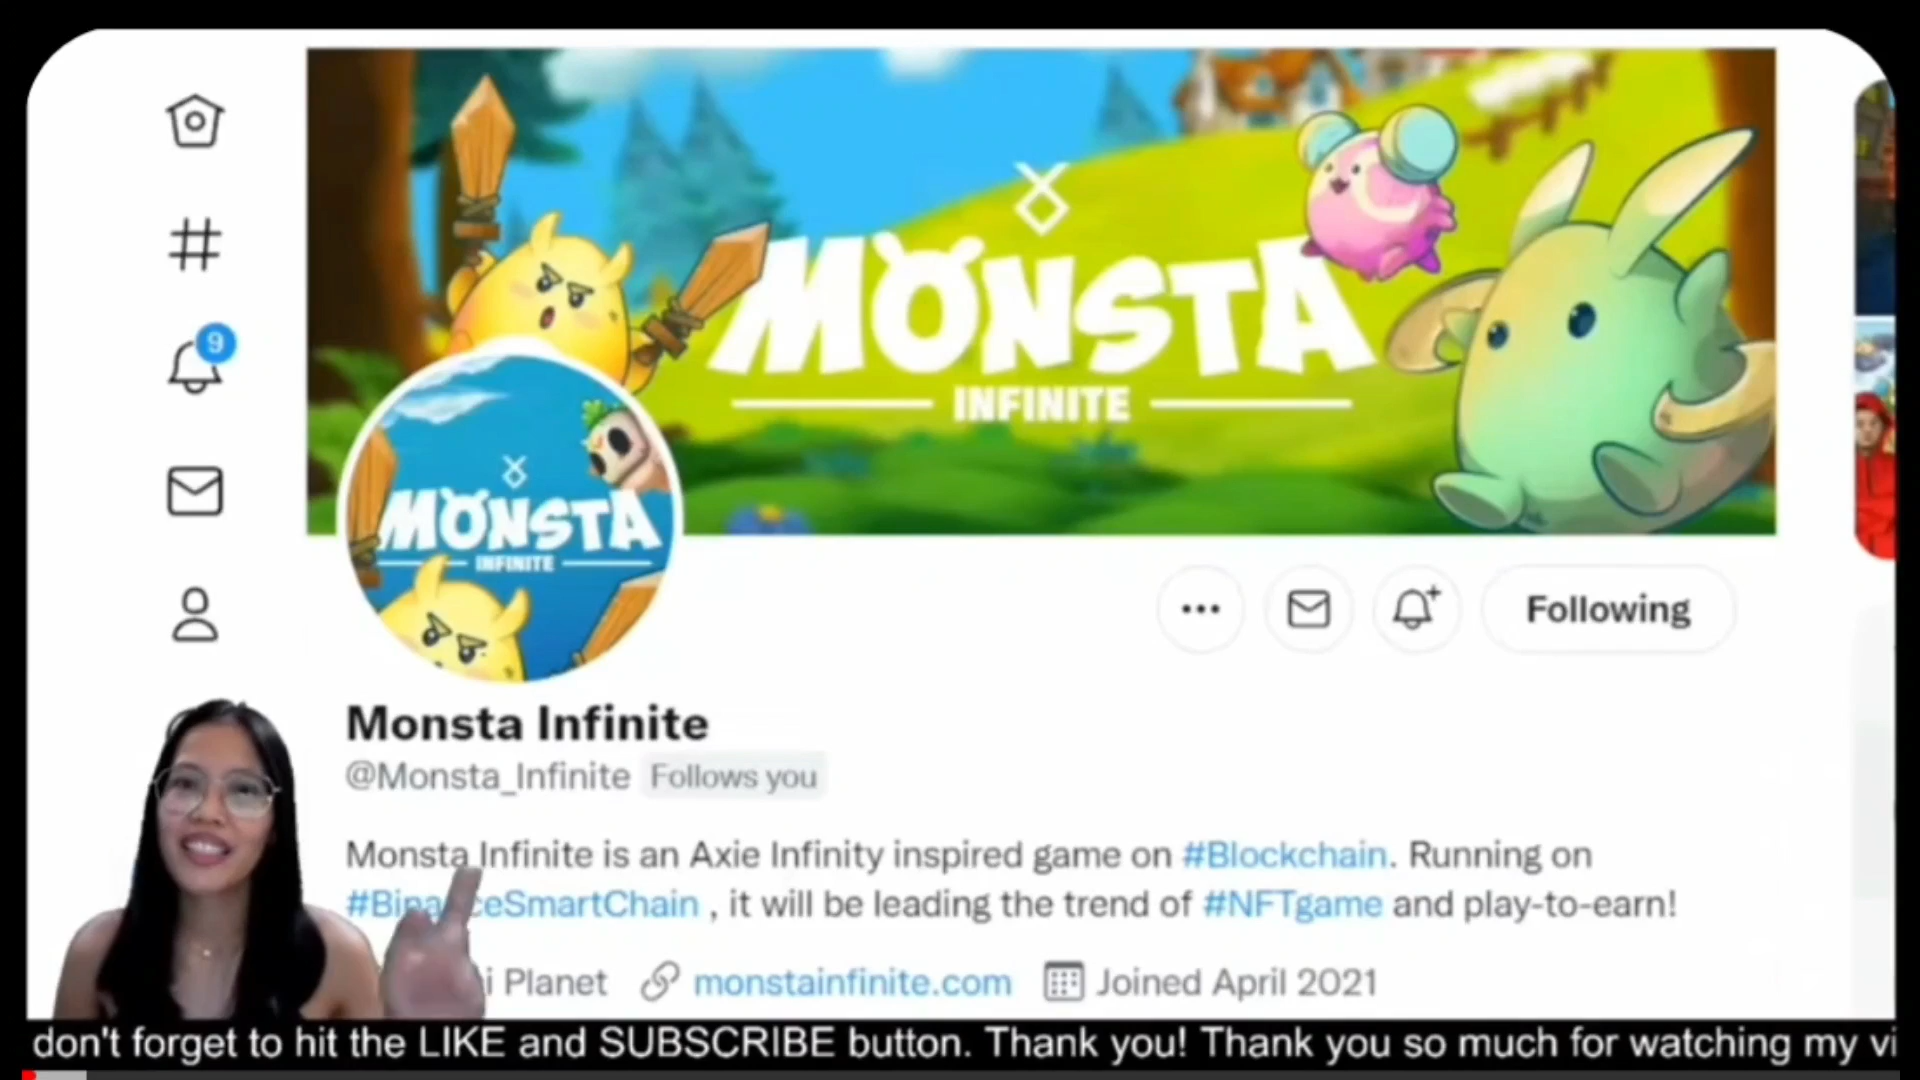 9
MONSTA
INFINITE
MONSTA
INFINITE
Following
Monsta Infinite
@Monsta_Infinite Follows you
Monsta Infinite is an Axie Infinity inspired game on #Blockchain. Running on
, it will be leading the trend of #NFTgame and play-to-earn!
Planet monstainfinite.com Joined April 2021
don't forget to hit the LIKE and SUBSCRIBE button. Thank you! Thank you so much for watching my